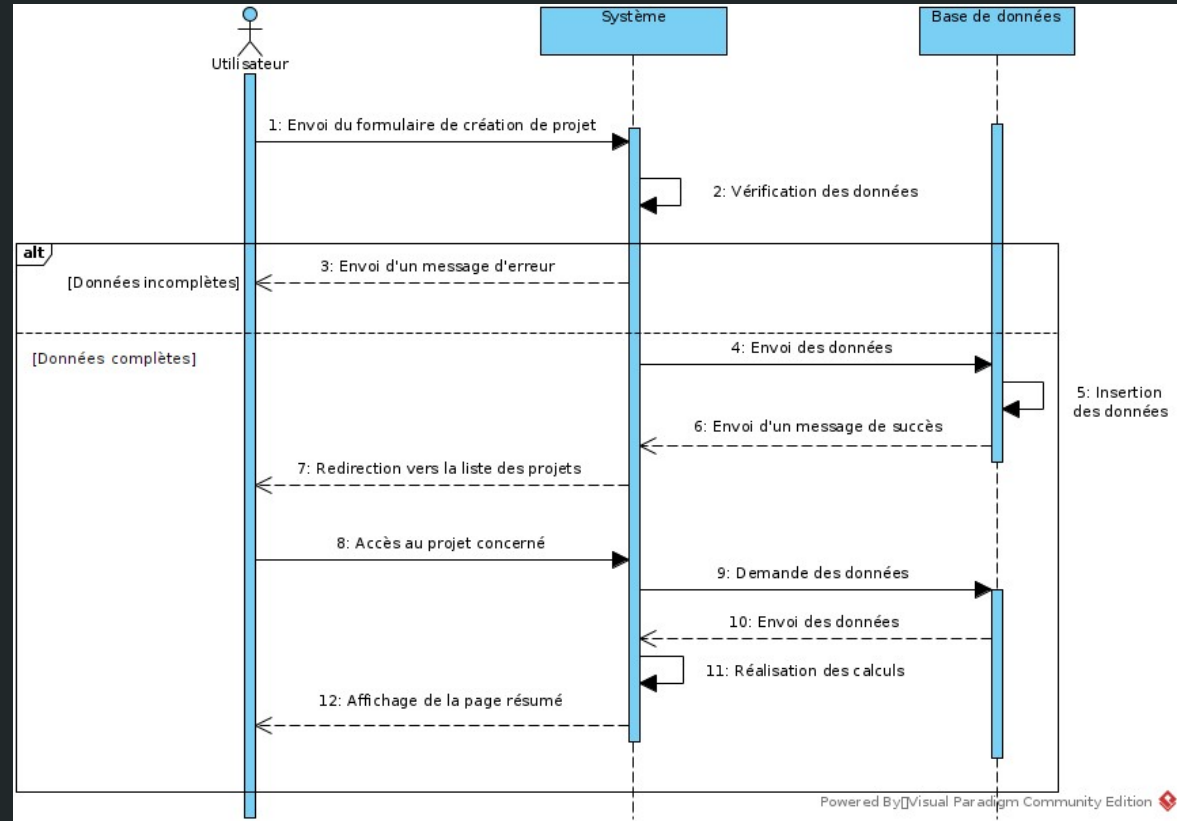 Système
Base de données
Utilisateur
1: Envoi du formulaire de création de projet
2: Vérification des données
alt
3: Envoi d'un message d'erreur
[Données incomplètes]
[Données complètes]
4: Envoi des données
5: Insertion
des données
6: Envoi d'un message de succès
7: Redirection vers la liste des projets
8: Accès au projet concerné
9: Demande des données
10: Envoi des données
11: Réalisation des calculs
12: Affichage de la page résumé
Powered By▯Visual Paradigm Community Edition